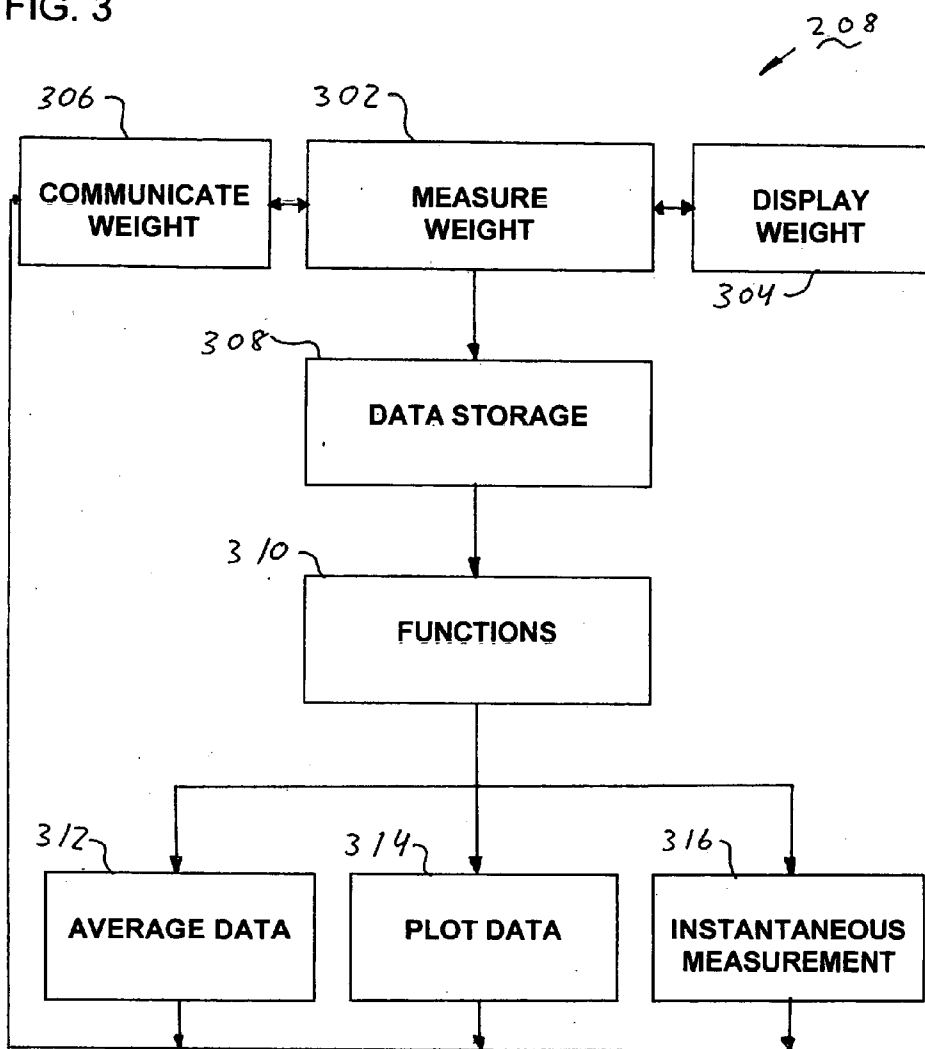 FIG. 3
208
306
302
COMMUNICATE
WEIGHT
MEASURE
WEIGHT
DISPLAY
WEIGHT
304
308
DATA STORAGE
310
FUNCTIONS
312
314
316
AVERAGE DATA
PLOT DATA
INSTANTANEOUS
MEASUREMENT